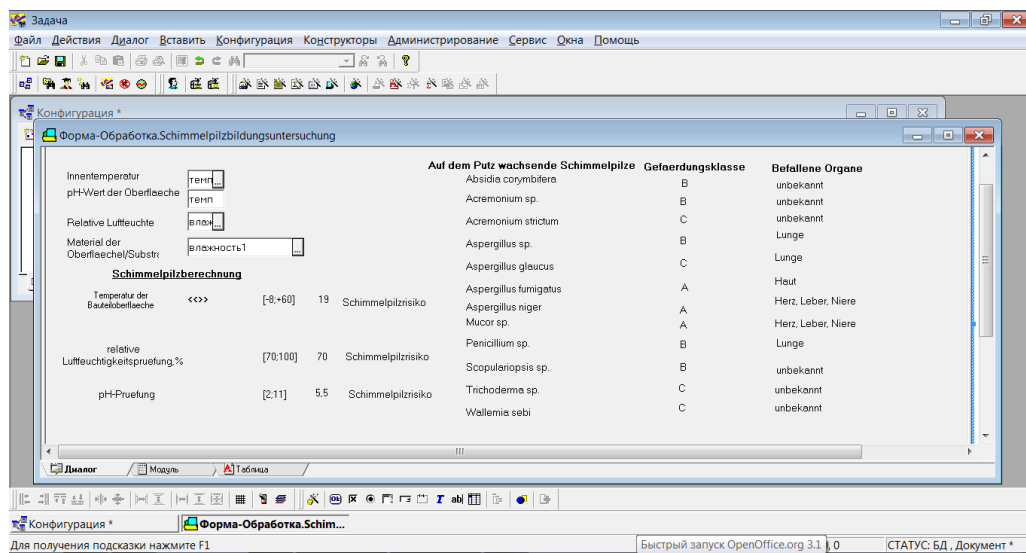 Задача
Файл Действия Диалог Вставить Конфигурация Конструкторы Администрирование Сервис Окна Помощь
Конфигурация *
Форма-Обработка.Schimmelpilzbildungsuntersuchung
Auf dem Putz wachsende Schimmelpilze Gefaerdungsklasse Befallene Organe
Innentemperatur темп ...
pH-Wert der Oberflaeche темп
Relative Luftfeuchte влаж ...
Material der
Oberflaechel/Substra влажность1 ...
Schimmelpilzberechnung
Temperatur der
Bauteiloberflaeche <<>> [-8;+60] 19 Schimmelpilzrisiko
relative
Luftfeuchtigkeitspruefung,% [70;100] 70 Schimmelpilzrisiko
pH-Pruefung [2;11] 5,5 Schimmelpilzrisiko
Absidia corymbifera B unbekannt
Acremonium sp. B unbekannt
Acremonium strictum C unbekannt
Aspergillus sp. B Lunge
Aspergillus glaucus C Lunge
Aspergillus fumigatus A Haut
Aspergillus niger A Herz, Leber, Niere
Mucor sp. A Herz, Leber, Niere
Penicillium sp. B Lunge
Scopulariopsis sp. B unbekannt
Trichoderma sp. C unbekannt
Wallemia sebi C unbekannt
Диалог Модуль Таблица
Конфигурация * Форма-Обработка.Schim...
Для получения подсказки нажмите F1 Быстрый запуск OpenOffice.org 3.1 , 0 СТАТУС: БД , Документ *